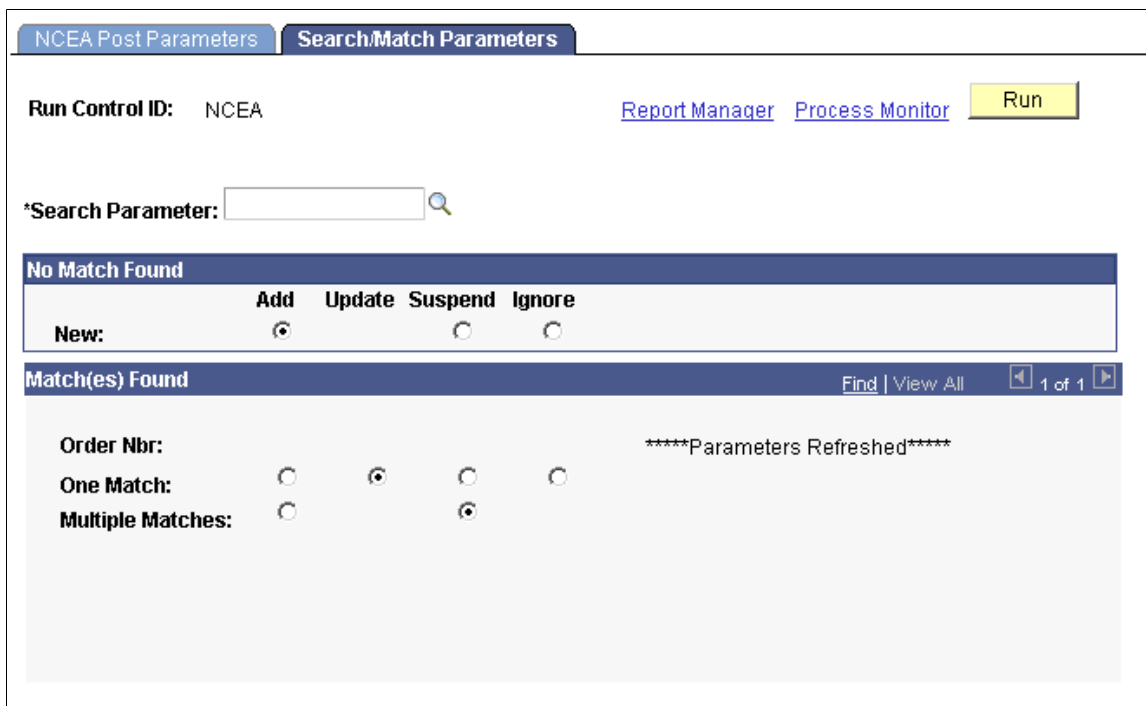 NCEA Post Parameters Search/Match Parameters
Run Control ID: NCEA Report Manager Process Monitor Run
*Search Parameter:
No Match Found
Add Update Suspend Ignore
New:
Match(es) Found Find | View All 1 of 1
Order Nbr: *****Parameters Refreshed*****
One Match:
Multiple Matches: